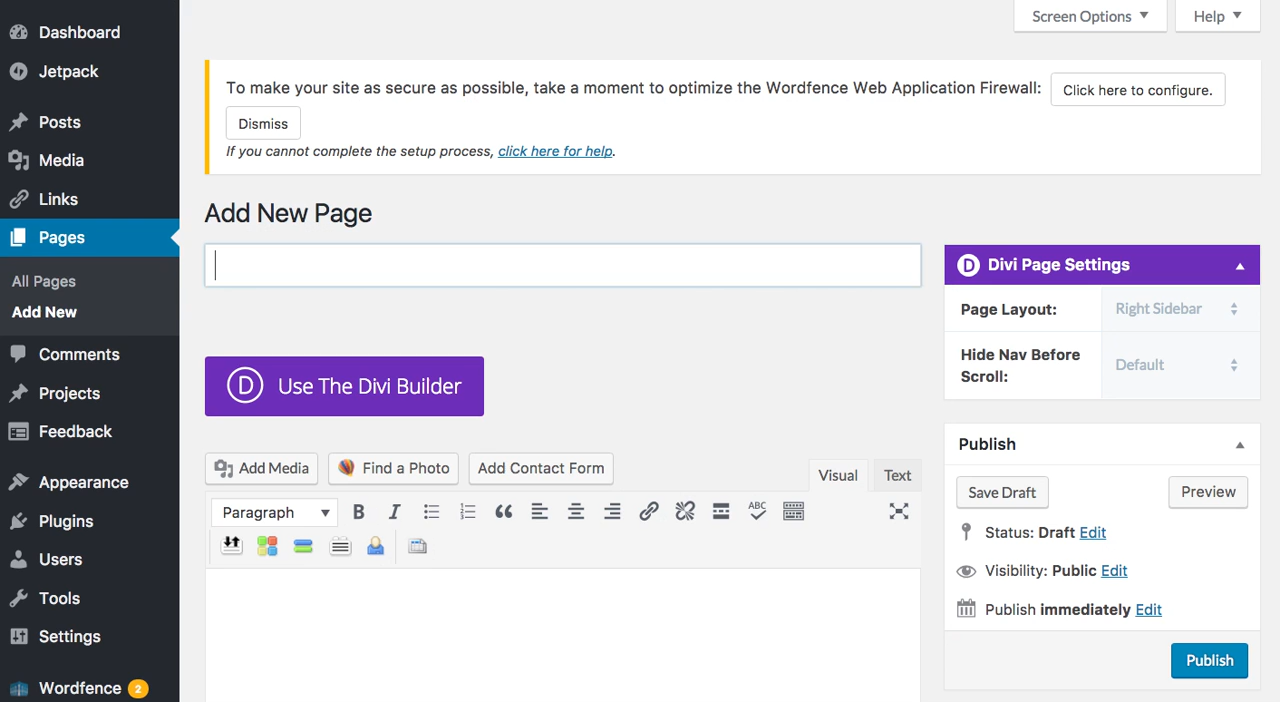 Dashboard
Jetpack
Posts
Media
Links
Pages
All Pages
Add New
Comments
Projects
Feedback
Appearance
Plugins
Users
Tools
Settings
Wordfence 2
Screen Options
Help
To make your site as secure as possible, take a moment to optimize the Wordfence Web Application Firewall: Click here to configure.
Dismiss
If you cannot complete the setup process, click here for help.
Add New Page
D Use The Divi Builder
Add Media Find a Photo Add Contact Form
Visual Text
Paragraph B I ABC
D Divi Page Settings
Page Layout: Right Sidebar
Hide Nav Before
Scroll:
Default
Publish
Save Draft Preview
Status: Draft Edit
Visibility: Public Edit
Publish immediately Edit
Publish